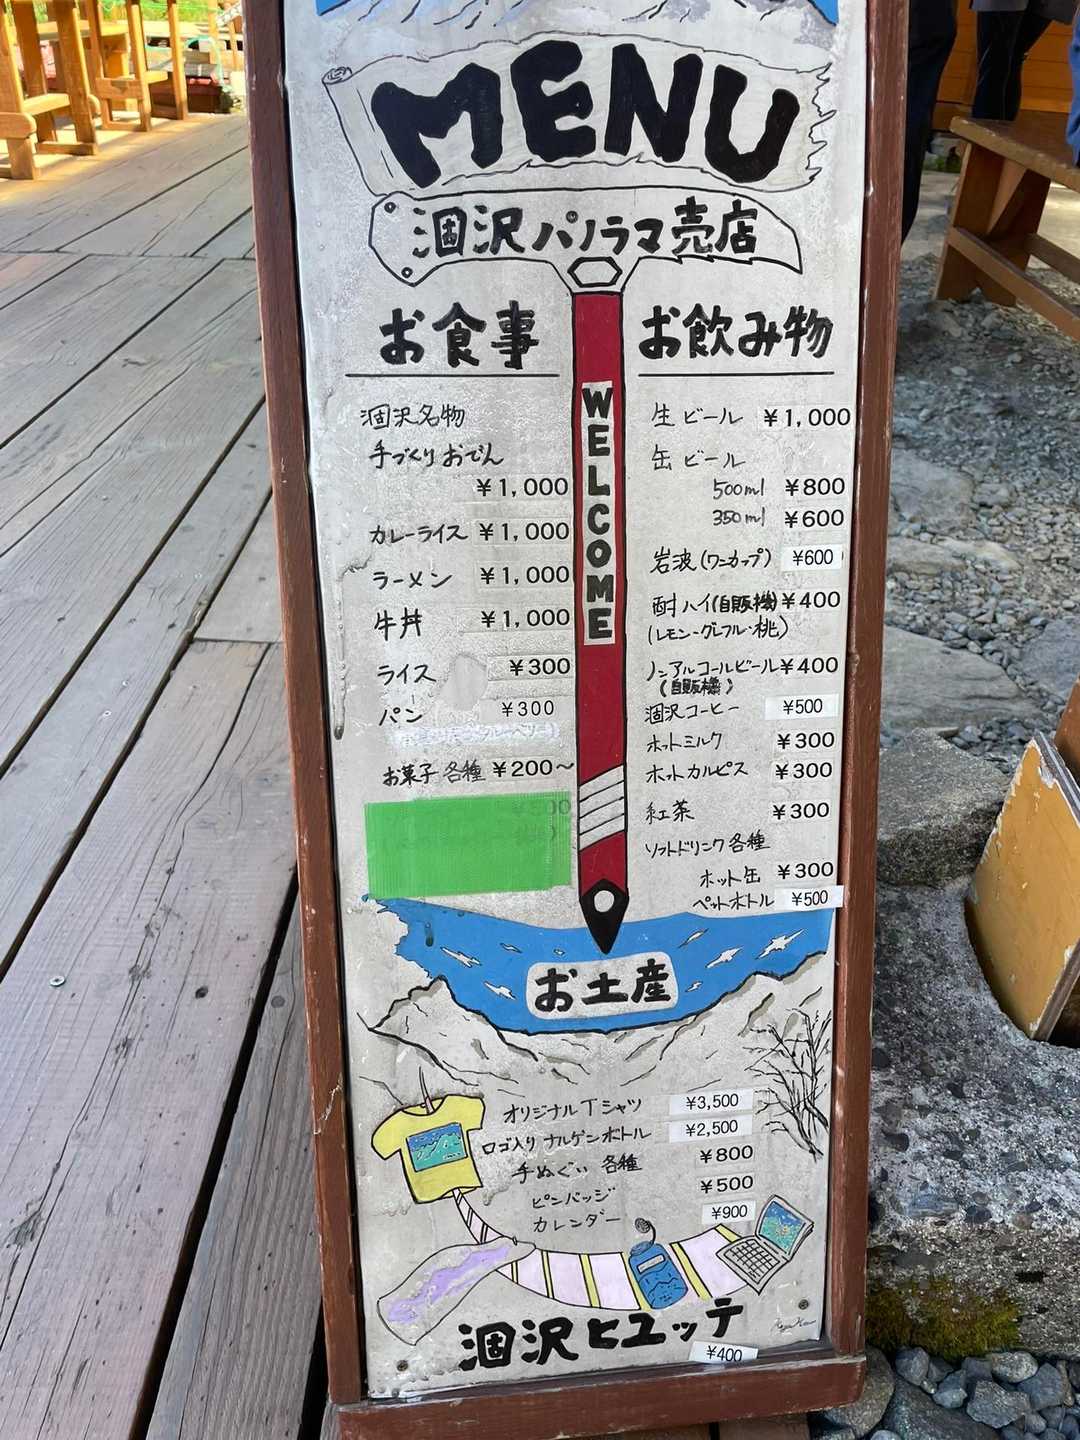 MENU
涸沢パノラマ売店
お食事
涸沢名物
手づくりおでん
¥1,000
カレーライス ¥1,000
ラーメン ¥1,000
牛丼 ¥1,000
ライス ¥300
パン ¥300
お菓子 各種 ¥200～
WELCOME
お飲み物
生ビール ¥1,000
缶ビール
500ml ¥800
350ml ¥600
岩波(ワンカップ) ¥600
酎ハイ(自販機) ¥400
(レモン・グレフル・桃)
ノンアルコールビール ¥400
(自販機)
涸沢コーヒー ¥500
ホットミルク ¥300
ホットカルピス ¥300
紅茶 ¥300
ソフトドリンク各種
ホット缶 ¥300
ペットボトル ¥500
お土産
オリジナルTシャツ ¥3,500
ロゴ入り ナルゲンボトル ¥2,500
手ぬぐい 各種 ¥800
ピンバッジ ¥500
カレンダー ¥900
涸沢ヒュッテ
¥400